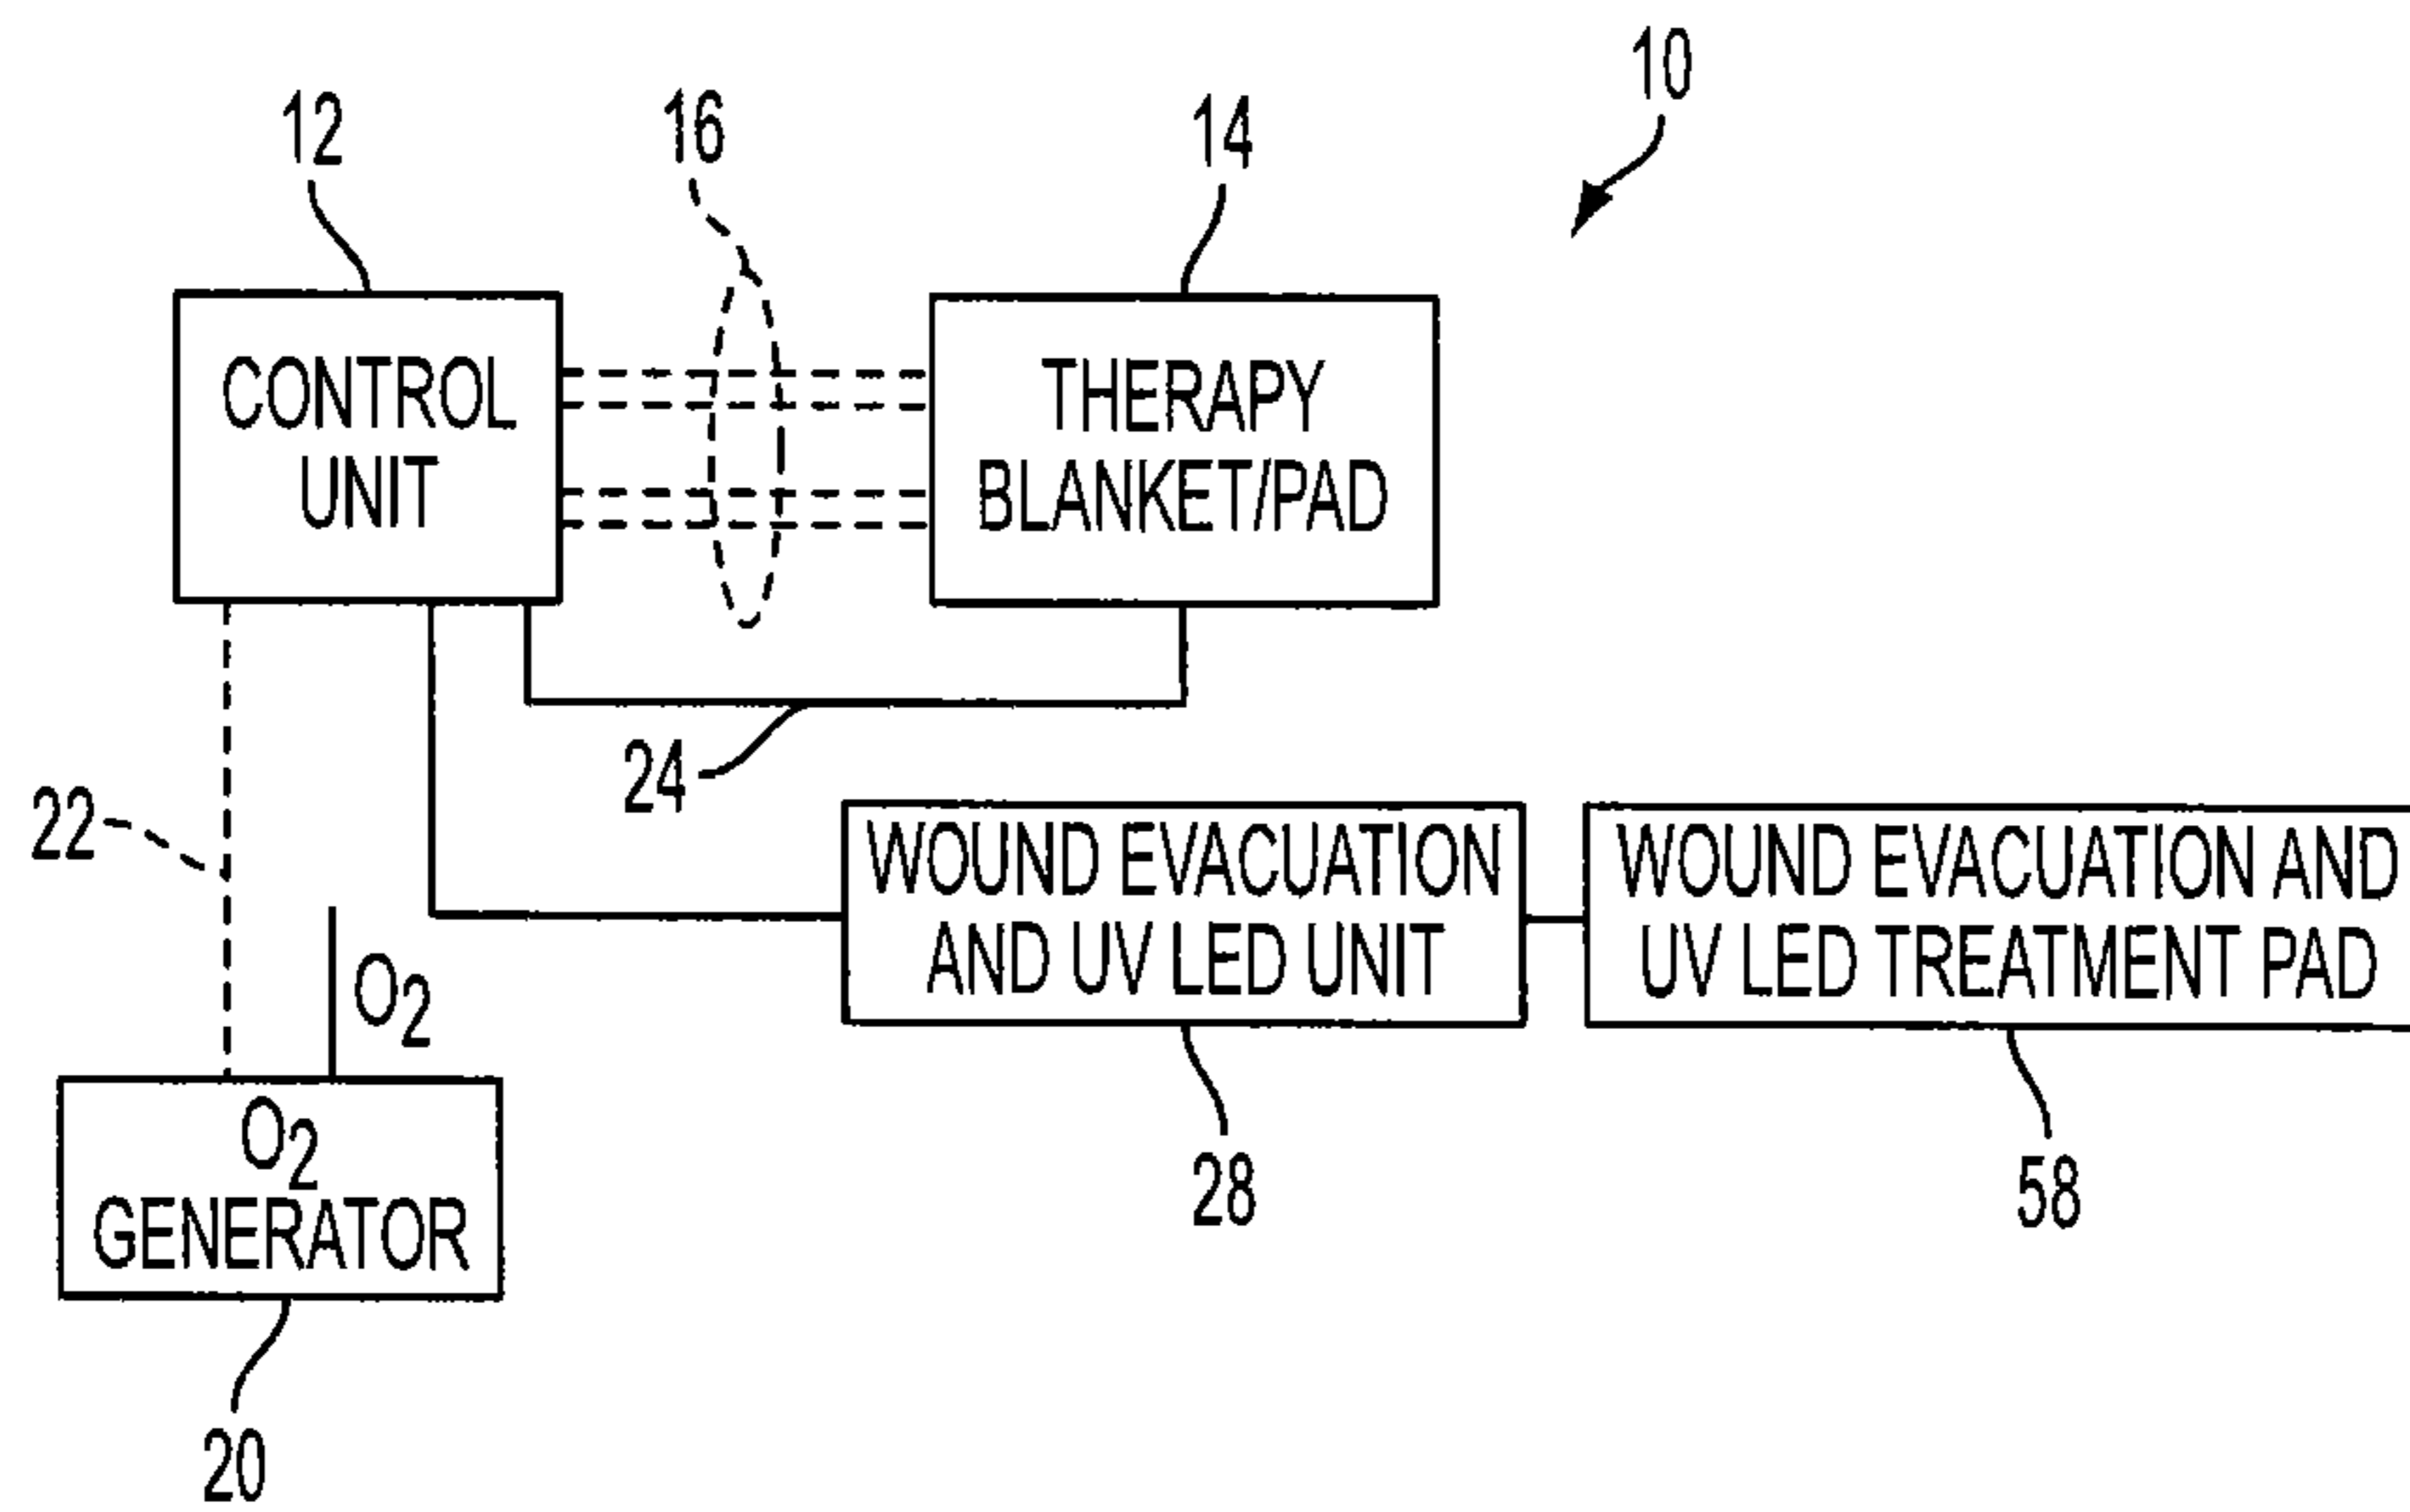 10
12
16
14
CONTROL
UNIT
THERAPY
BLANKET/PAD
24
22
WOUND EVACUATION
AND UV LED UNIT
WOUND EVACUATION AND
UV LED TREATMENT PAD
O2
O2
GENERATOR
28
58
20